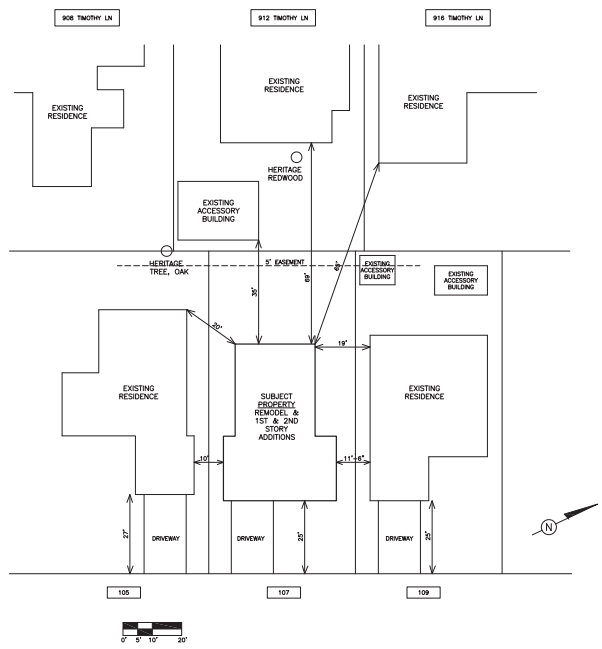 908 TIMOTHY LN
912 TIMOTHY LN
916 TIMOTHY LN
EXISTING
RESIDENCE
EXISTING
RESIDENCE
EXISTING
RESIDENCE
HERITAGE
REDWOOD
EXISTING
ACCESSORY
BUILDING
HERITAGE
TREE, OAK
5' EASEMENT
EXISTING
ACCESSORY
BUILDING
EXISTING
ACCESSORY
BUILDING
35'
69'
69'
20'
19'
EXISTING
RESIDENCE
SUBJECT
PROPERTY
REMODEL &
1ST & 2ND
STORY
ADDITIONS
EXISTING
RESIDENCE
10'
11'-6"
27'
DRIVEWAY
DRIVEWAY
25'
DRIVEWAY
25'
N
105
107
109
0' 5' 10' 20'